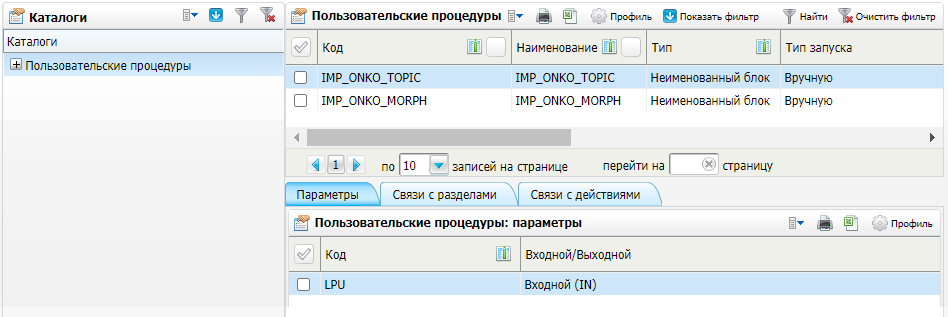 Каталоги
Каталоги
Пользовательские процедуры
Пользовательские процедуры Профиль Показать фильтр Найти Очистить фильтр
Код Наименование Тип Тип запуска
IMP_ONKO_TOPIC IMP_ONKO_TOPIC Неименованный блок Вручную
IMP_ONKO_MORPH IMP_ONKO_MORPH Неименованный блок Вручную
1 по 10 записей на странице перейти на страницу
Параметры Связи с разделами Связи с действиями
Пользовательские процедуры: параметры Профиль
Код Входной/Выходной
LPU Входной (IN)